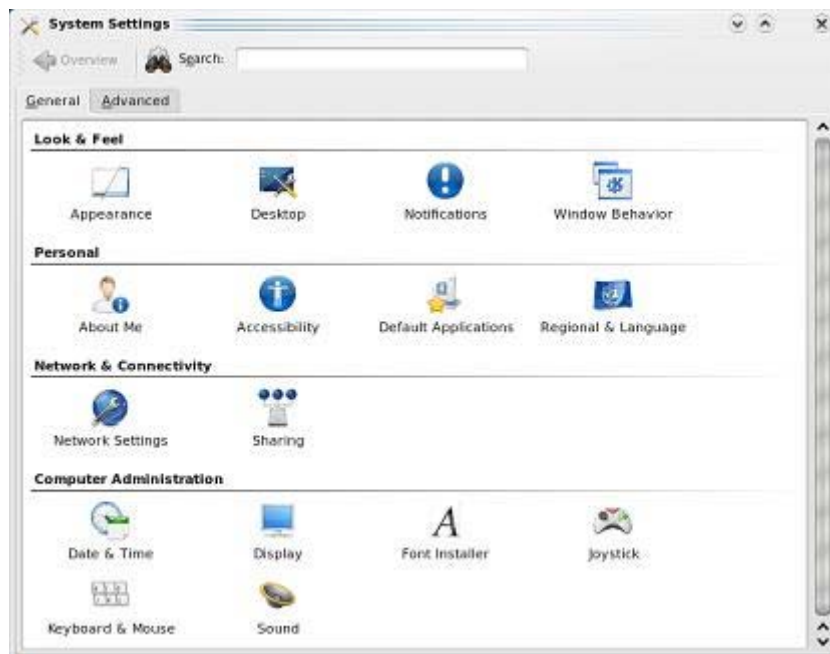 System Settings
Overview Search:
General Advanced
Look & Feel
Appearance Desktop Notifications Window Behavior
Personal
About Me Accessibility Default Applications Regional & Language
Network & Connectivity
Network Settings Sharing
Computer Administration
Date & Time Display Font Installer Joystick
Keyboard & Mouse Sound